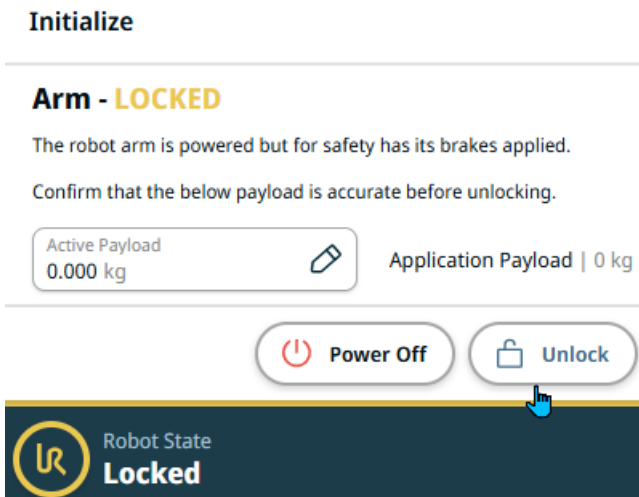 Initialize
Arm - LOCKED
The robot arm is powered but for safety has its brakes applied.
Confirm that the below payload is accurate before unlocking.
Active Payload
0.000 kg
Application Payload | 0 kg
Power Off
Unlock
UR
Robot State
Locked